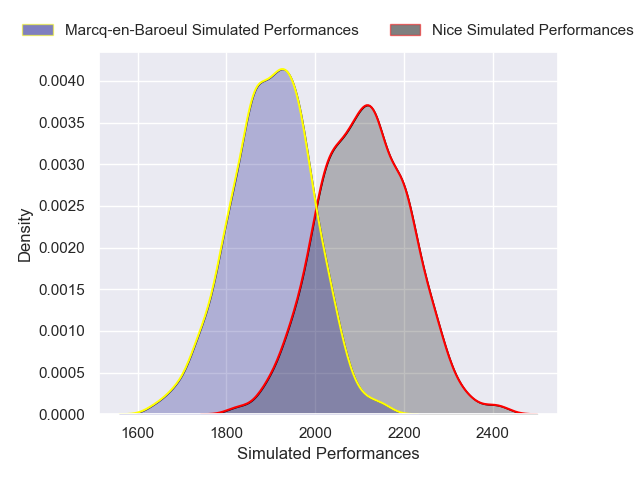 Marcq-en-Baroeul Simulated Performances
Nice Simulated Performances
0.0040
0.0035
0.0030
0.0025
0.0020
0.0015
0.0010
0.0005
0.0000
Density
1600 1800 2000 2200 2400
Simulated Performances